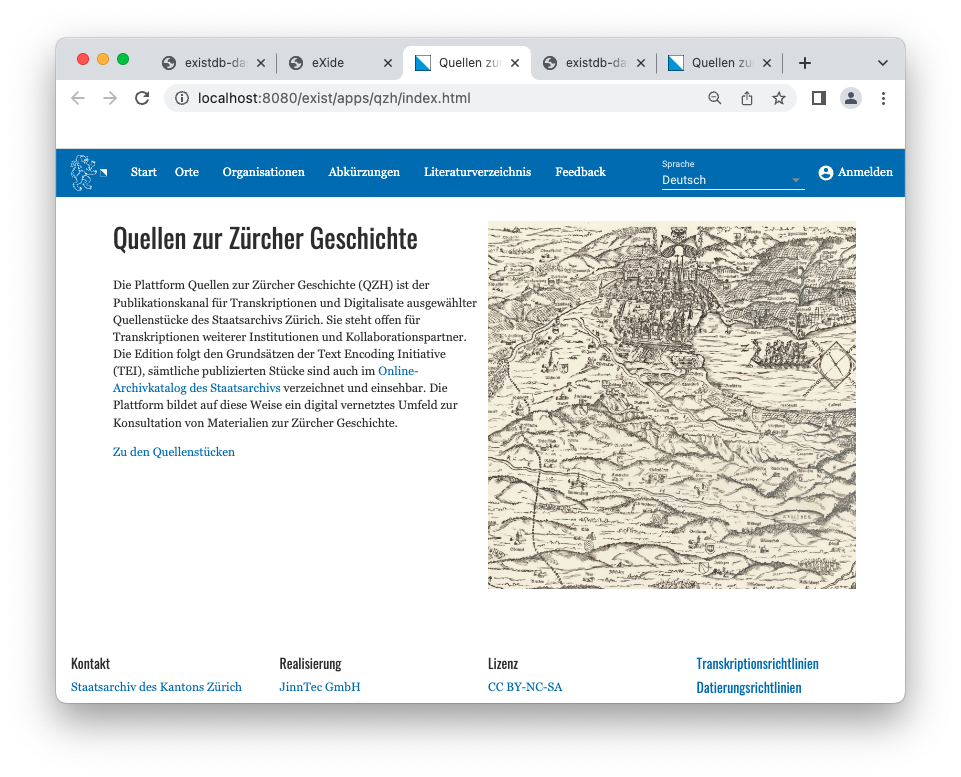 existdb-da
eXide
Quellen zu
existdb-da
Quellen zu
localhost:8080/exist/apps/qzh/index.html
Start Orte Organisationen Abkürzungen Literaturverzeichnis Feedback
Sprache
Deutsch
Anmelden
Quellen zur Zürcher Geschichte
Die Plattform Quellen zur Zürcher Geschichte (QZH) ist der
Publikationskanal für Transkriptionen und Digitalisate ausgewählter
Quellenstücke des Staatsarchivs Zürich. Sie steht offen für
Transkriptionen weiterer Institutionen und Kollaborationspartner.
Die Edition folgt den Grundsätzen der Text Encoding Initiative
(TEI), sämtliche publizierten Stücke sind auch im Online-
Archivkatalog des Staatsarchivs verzeichnet und einsehbar. Die
Plattform bildet auf diese Weise ein digital vernetztes Umfeld zur
Konsultation von Materialien zur Zürcher Geschichte.
Zu den Quellenstücken
Kontakt
Staatsarchiv des Kantons Zürich
Realisierung
JinnTec GmbH
Lizenz
CC BY-NC-SA
Transkriptionsrichtlinien
Datierungsrichtlinien